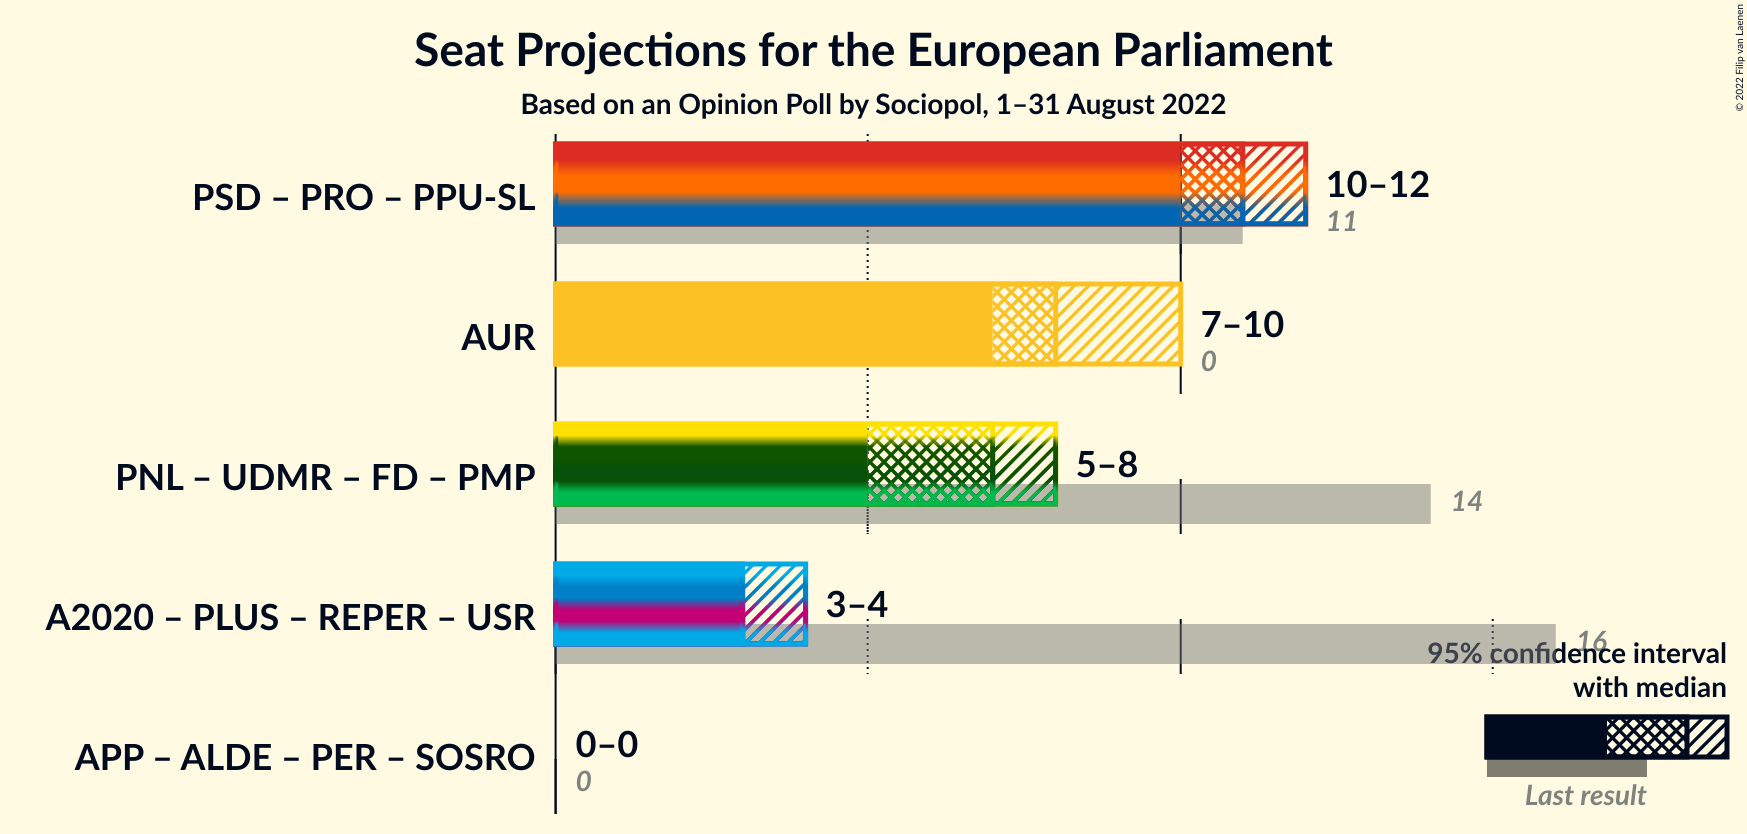 Seat Projections for the European Parliament
Based on an Opinion Poll by Sociopol, 1–31 August 2022
© 2022 Filip van Laenen
PSD – PRO – PPU-SL
10–12
11
AUR
7–10
0
PNL – UDMR – FD – PMP
5–8
14
A2020 – PLUS – REPER – USR
3–4
16
95% confidence interval
with median
Last result
APP – ALDE – PER – SOSRO
0–0
0